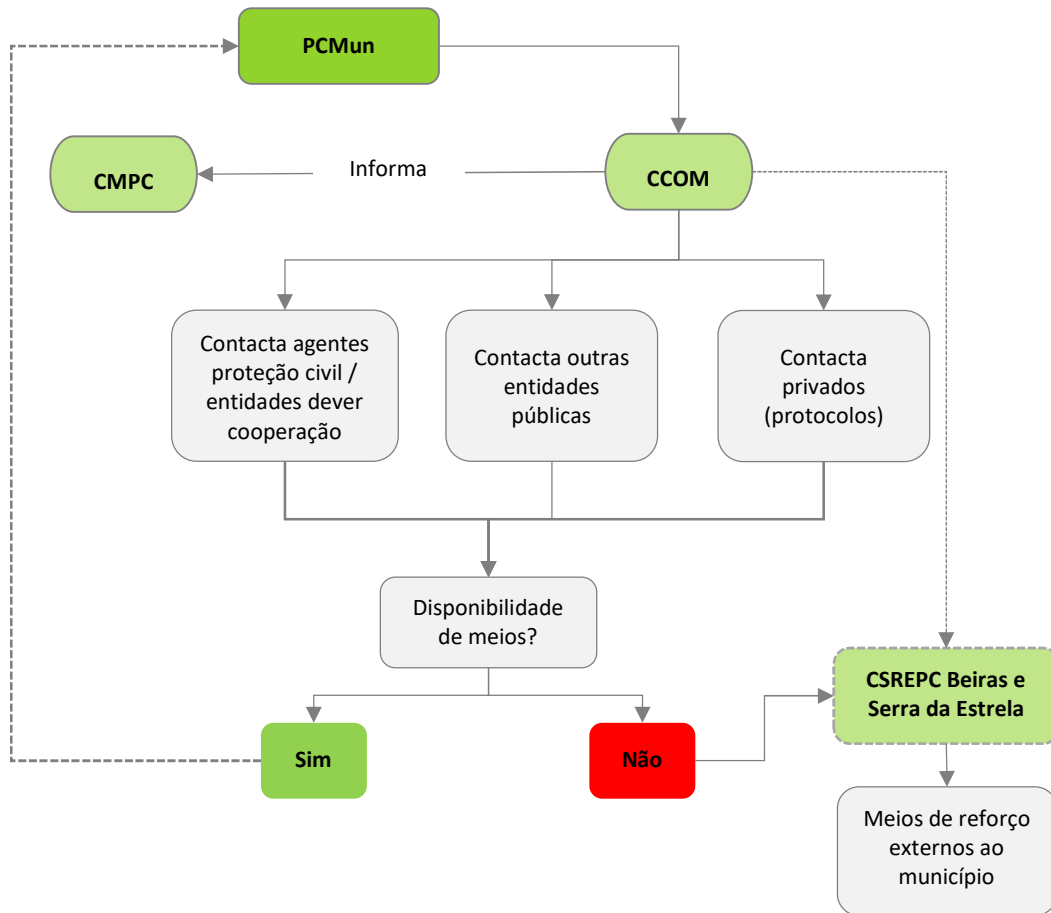 PCMun
CMPC
Informa
CCOM
Contacta agentes
proteção civil /
entidades dever
cooperação
Contacta outras
entidades
públicas
Contacta
privados
(protocolos)
Disponibilidade
de meios?
Sim
Não
CSREPC Beiras e
Serra da Estrela
Meios de reforço
externos ao
município